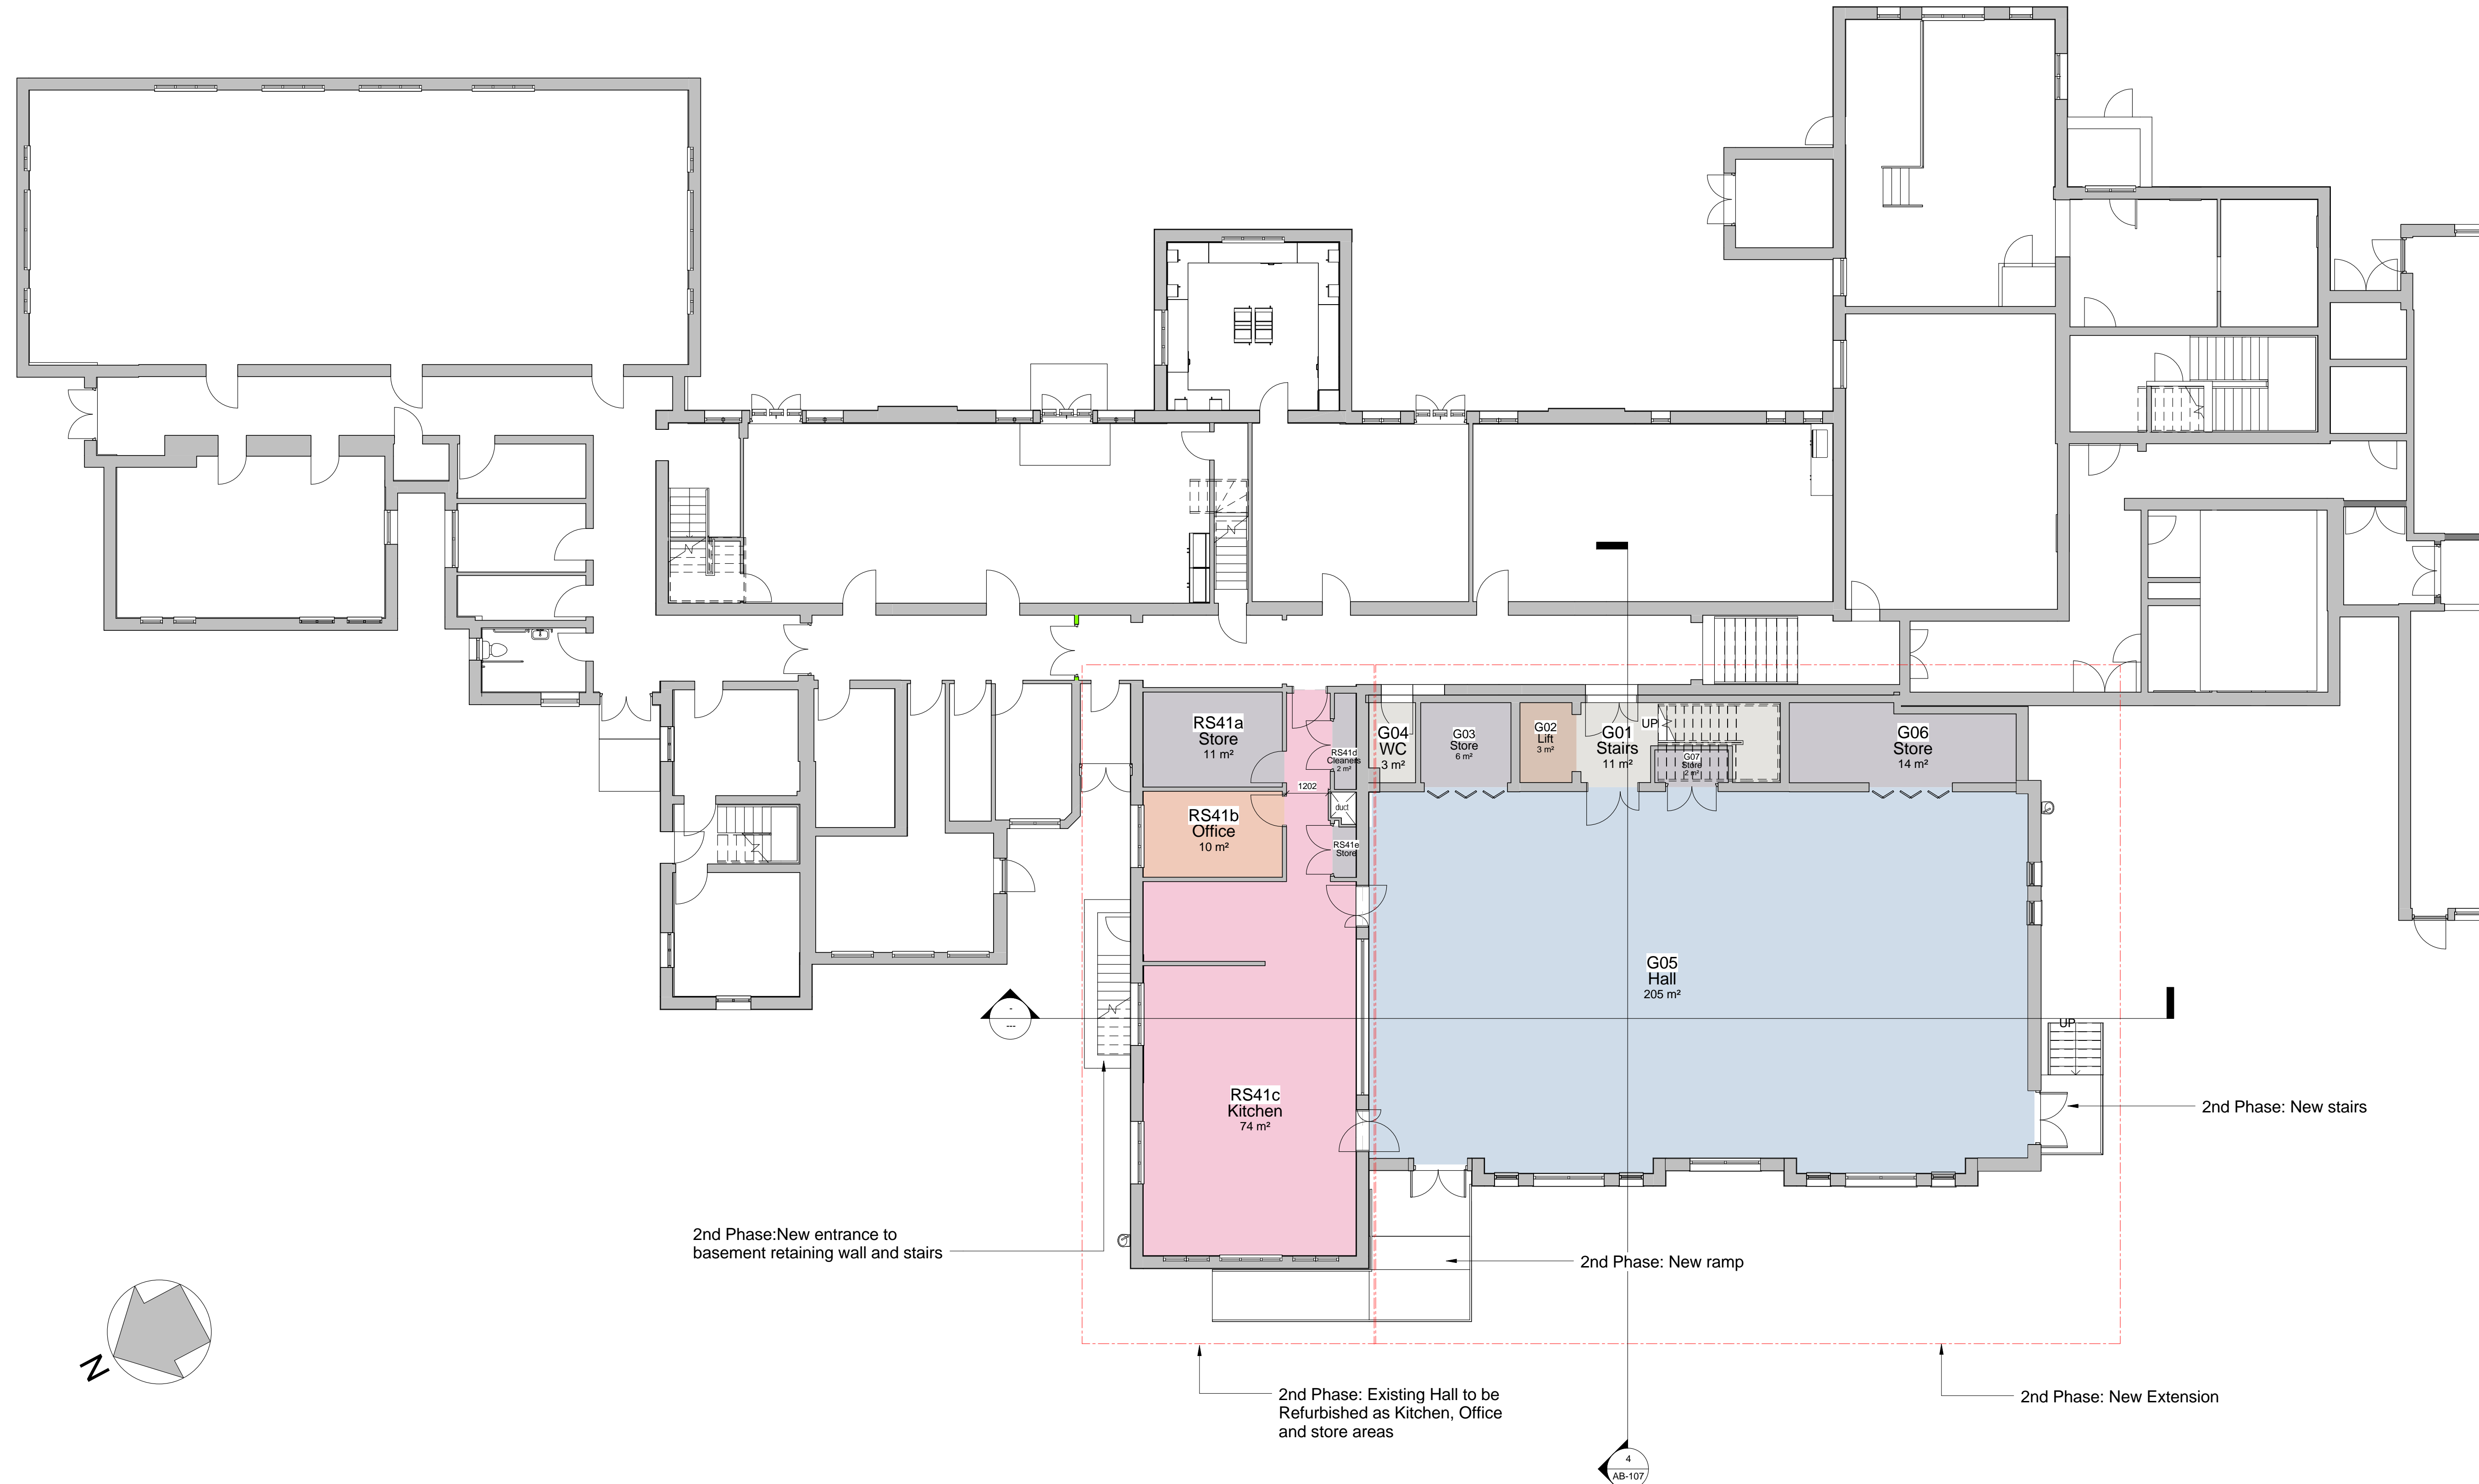 RS41a
Store
11 m²
RS41d
Cleaners
2 m²
G04
WC
3 m²
G03
Store
6 m²
G02
Lift
3 m²
G01
Stairs
11 m²
UP
G07
Store
2 m²
G06
Store
14 m²
1202
duct
RS41b
Office
10 m²
RS41e
Store
G05
Hall
205 m²
-
---
UP
RS41c
Kitchen
74 m²
2nd Phase: New stairs
2nd Phase:New entrance to
basement retaining wall and stairs
2nd Phase: New ramp
N
2nd Phase: Existing Hall to be
Refurbished as Kitchen, Office
and store areas
2nd Phase: New Extension
4
AB-107